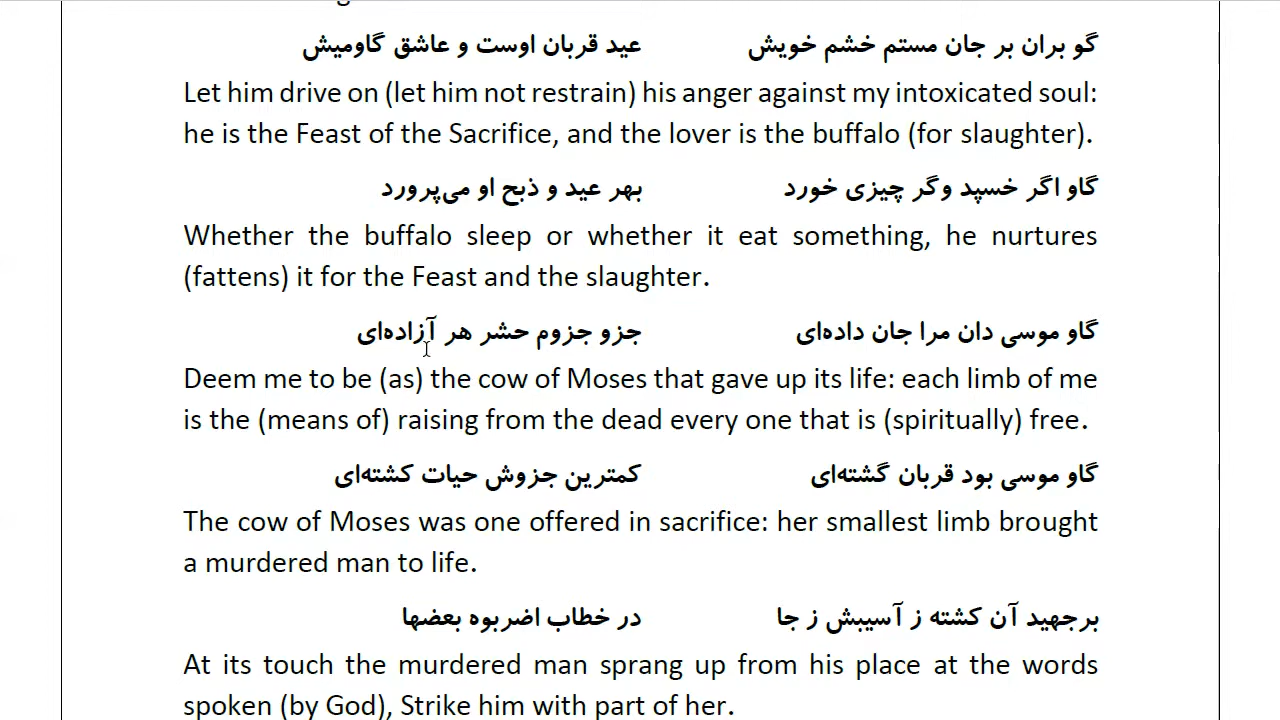 گو بران بر جان مستم خشم خویش عید قربان اوست و عاشق گاومیش
Let him drive on (let him not restrain) his anger against my intoxicated soul:
he is the Feast of the Sacrifice, and the lover is the buffalo (for slaughter).
گاو اگر خسپد وگر چیزی خورد بهر عید و ذبح او می‌پرورد
Whether the buffalo sleep or whether it eat something, he nurtures
(fattens) it for the Feast and the slaughter.
گاو موسی دان مرا جان داده‌ای جزو جزوم حشر هر آزاده‌ای
Deem me to be (as) the cow of Moses that gave up its life: each limb of me
is the (means of) raising from the dead every one that is (spiritually) free.
گاو موسی بود قربان گشته‌ای کمترین جزوش حیات کشته‌ای
The cow of Moses was one offered in sacrifice: her smallest limb brought
a murdered man to life.
برجهید آن کشته ز آسیبش ز جا در خطاب اضربوه بعضها
At its touch the murdered man sprang up from his place at the words
spoken (by God), Strike him with part of her.